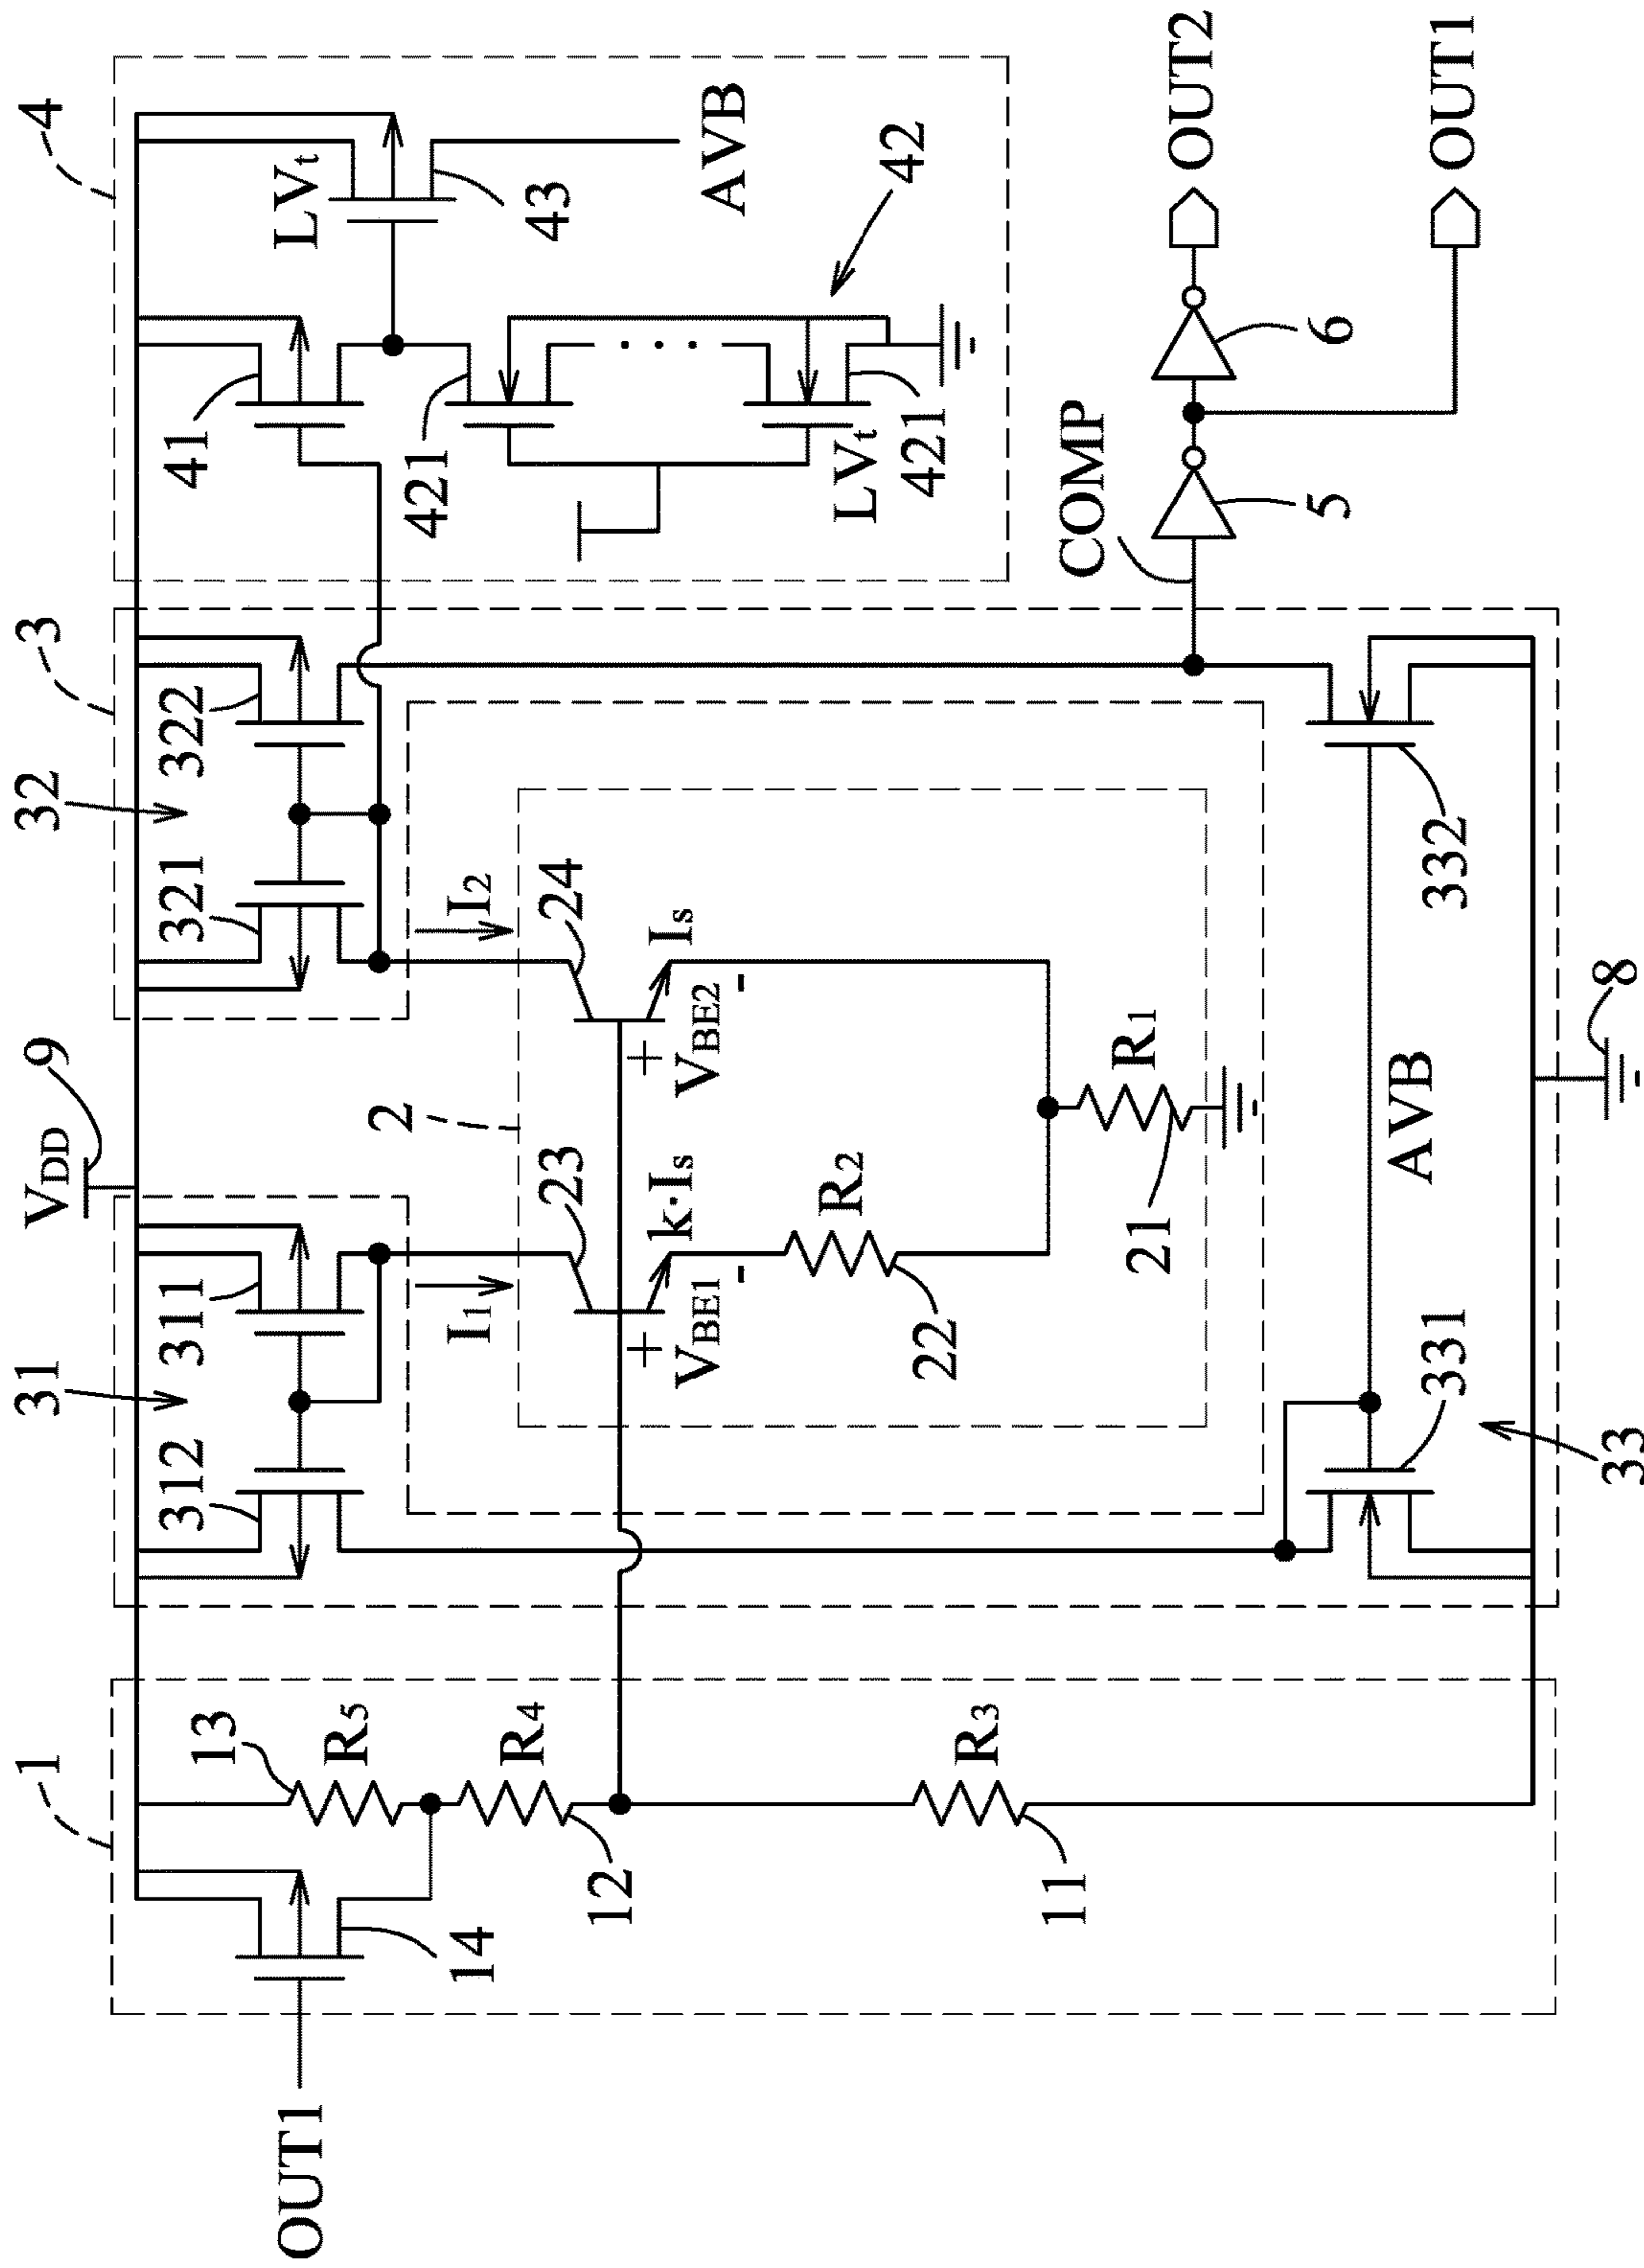 OUT1
14
1
13
R5
R4
12
R3
11
VDD
9
31
312
311
I1
32
321
322
3
I2
2
23
24
k·Is
Is
+
VBE1
-
+
VBE2
-
R2
22
R1
21
AVB
331
332
33
8
4
41
LVt
43
AVB
421
42
LVt
421
COMP
5
6
OUT2
OUT1